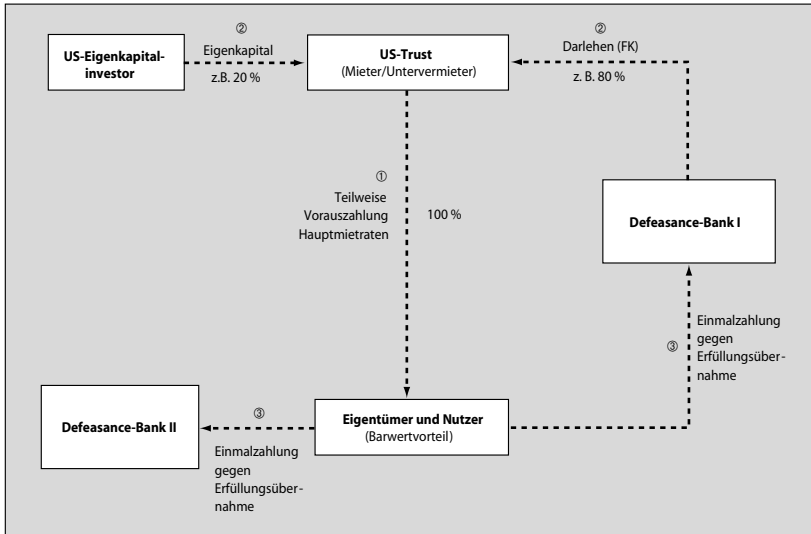 ②
Eigenkapital
z.B. 20 %
US-Eigenkapital-
investor
US-Trust
(Mieter/Untervermieter)
②
Darlehen (FK)
z. B. 80 %
①
Teilweise
Vorauszahlung
Hauptmietraten
100 %
Defeasance-Bank I
Einmalzahlung
gegen
③
Erfüllungsüber-
nahme
Defeasance-Bank II
③
Einmalzahlung
gegen
Erfüllungsüber-
nahme
Eigentümer und Nutzer
(Barwertvorteil)